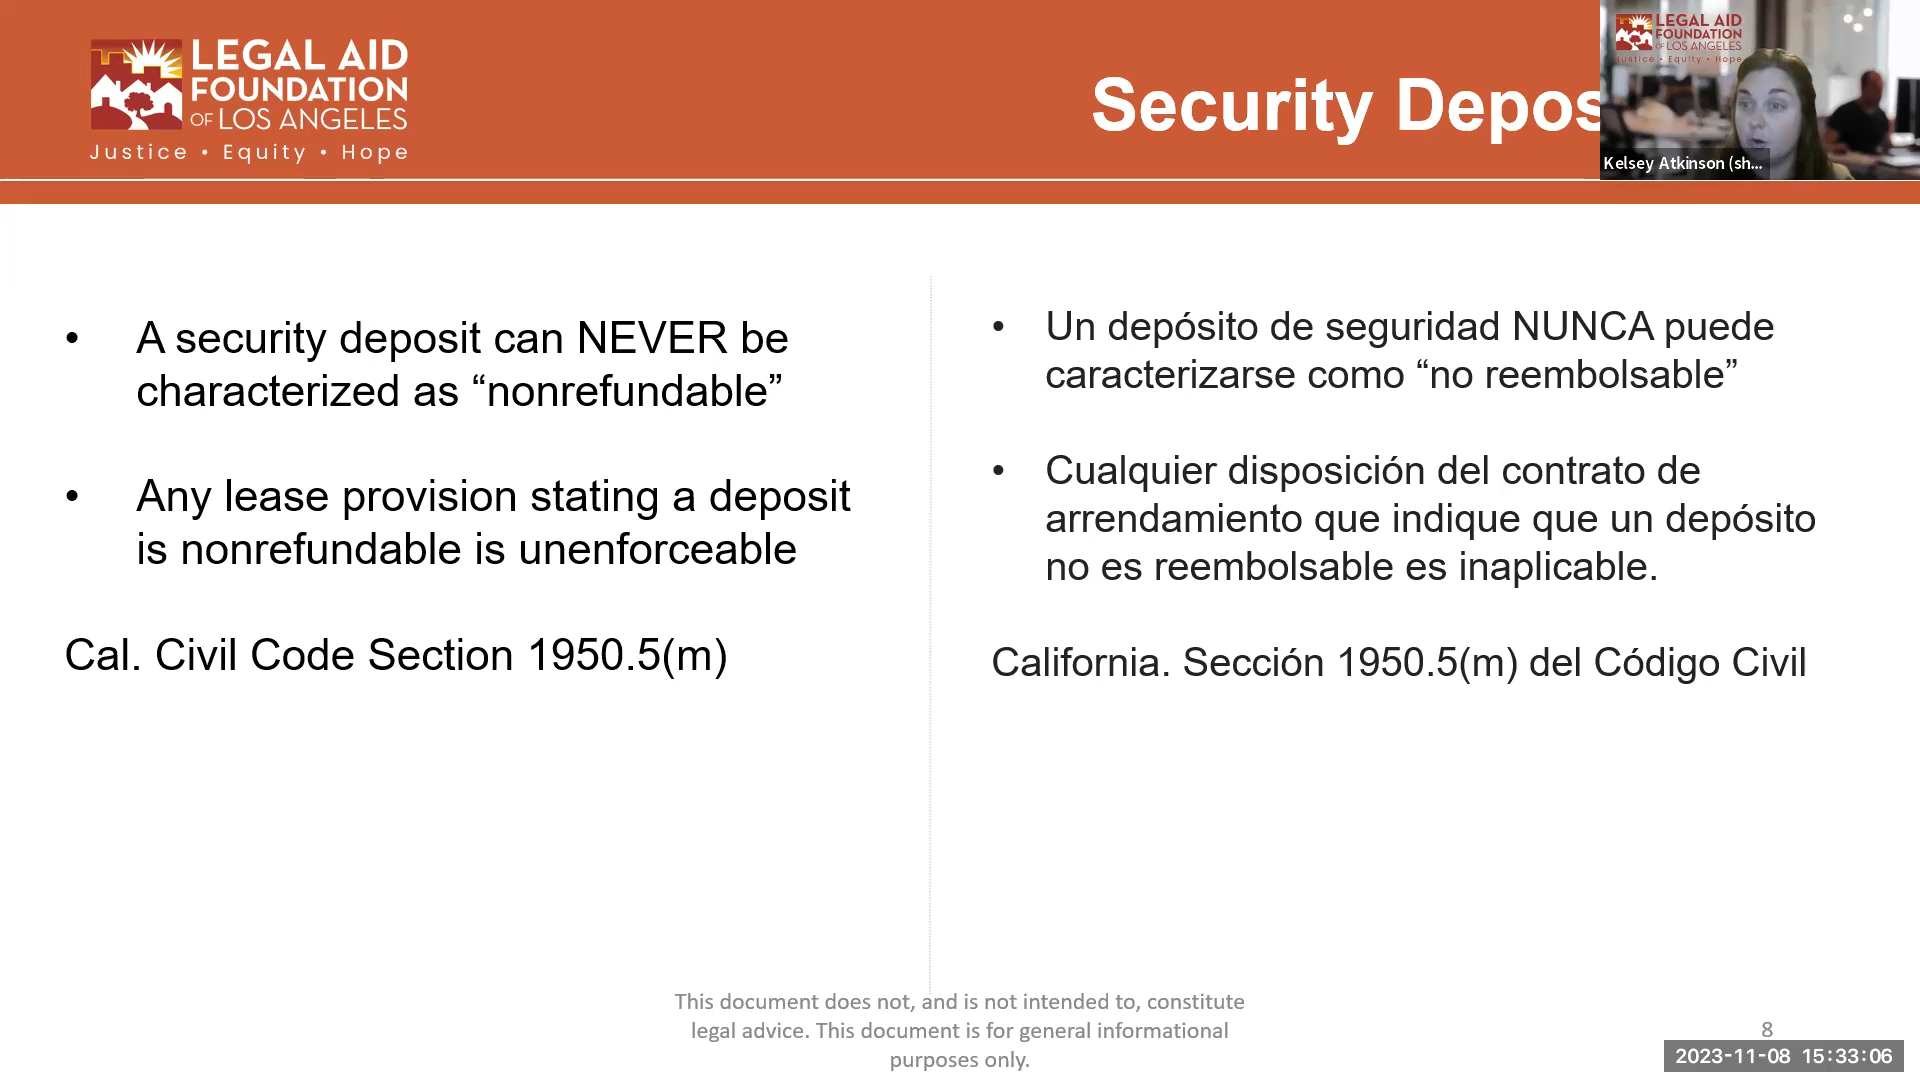 LEGAL AID
FOUNDATION
OF LOS ANGELES
Justice • Equity • Hope
Security Depos
LEGAL AID
FOUNDATION
OF LOS ANGELES
Justice • Equity • Hope
Kelsey Atkinson (sh...
• A security deposit can NEVER be
characterized as “nonrefundable”
• Any lease provision stating a deposit
is nonrefundable is unenforceable
Cal. Civil Code Section 1950.5(m)
• Un depósito de seguridad NUNCA puede
caracterizarse como “no reembolsable”
• Cualquier disposición del contrato de
arrendamiento que indique que un depósito
no es reembolsable es inaplicable.
California. Sección 1950.5(m) del Código Civil
This document does not, and is not intended to, constitute
legal advice. This document is for general informational
purposes only.
8
2023-11-08 15:33:06